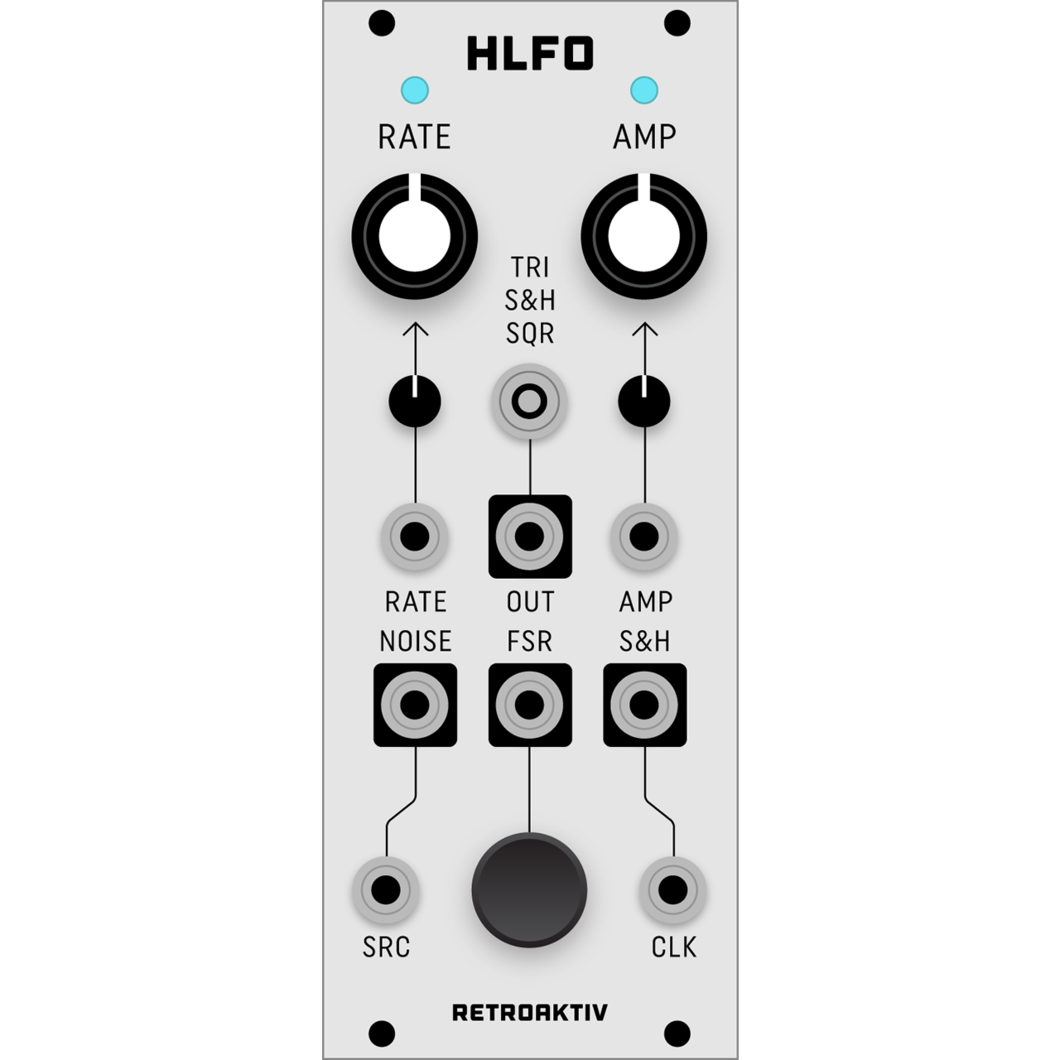 HLFO
RATE AMP
TRI
S&H
SQR
RATE OUT AMP
NOISE FSR S&H
SRC CLK
RETROAKTIV